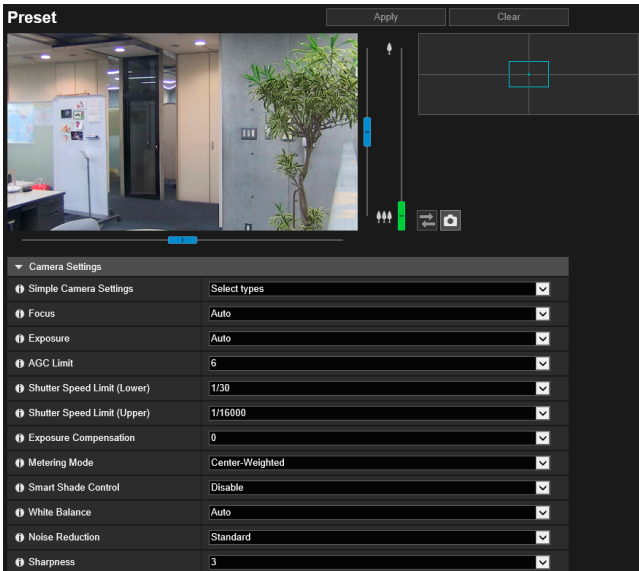 Preset
Apply
Clear
Camera Settings
Simple Camera Settings
Select types
Focus
Auto
Exposure
Auto
AGC Limit
6
Shutter Speed Limit (Lower)
1/30
Shutter Speed Limit (Upper)
1/16000
Exposure Compensation
0
Metering Mode
Center-Weighted
Smart Shade Control
Disable
White Balance
Auto
Noise Reduction
Standard
Sharpness
3